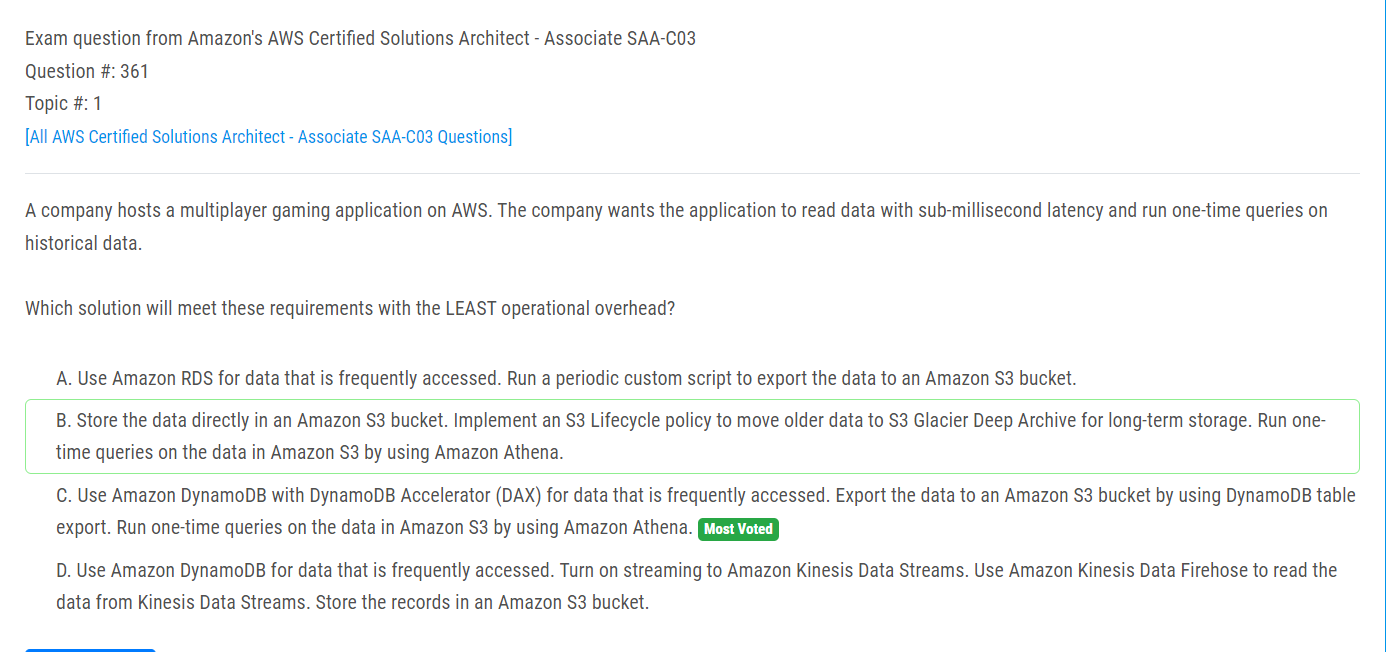 Exam question from Amazon's AWS Certified Solutions Architect - Associate SAA-C03
Question #: 361
Topic #: 1
[All AWS Certified Solutions Architect - Associate SAA-C03 Questions]
A company hosts a multiplayer gaming application on AWS. The company wants the application to read data with sub-millisecond latency and run one-time queries on
historical data.
Which solution will meet these requirements with the LEAST operational overhead?
A. Use Amazon RDS for data that is frequently accessed. Run a periodic custom script to export the data to an Amazon S3 bucket.
B. Store the data directly in an Amazon S3 bucket. Implement an S3 Lifecycle policy to move older data to S3 Glacier Deep Archive for long-term storage. Run one-
time queries on the data in Amazon S3 by using Amazon Athena.
C. Use Amazon DynamoDB with DynamoDB Accelerator (DAX) for data that is frequently accessed. Export the data to an Amazon S3 bucket by using DynamoDB table
export. Run one-time queries on the data in Amazon S3 by using Amazon Athena. Most Voted
D. Use Amazon DynamoDB for data that is frequently accessed. Turn on streaming to Amazon Kinesis Data Streams. Use Amazon Kinesis Data Firehose to read the
data from Kinesis Data Streams. Store the records in an Amazon S3 bucket.